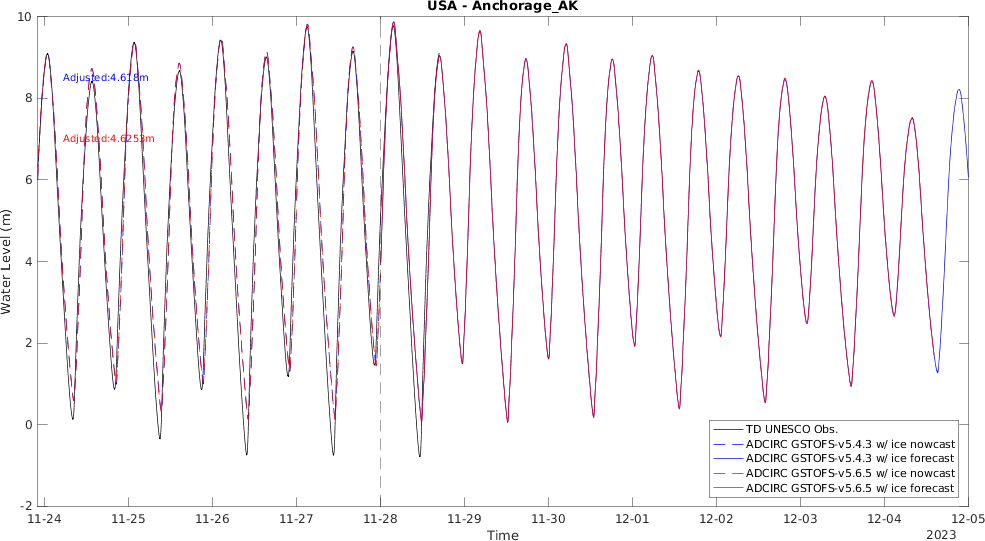 USA - Anchorage_AK
10
8
6
4
2
0
-2
Water Level (m)
Adjusted:4.618m
Adjusted:4.6253m
TD UNESCO Obs.
ADCIRC GSTOFS-v5.4.3 w/ ice nowcast
ADCIRC GSTOFS-v5.4.3 w/ ice forecast
ADCIRC GSTOFS-v5.6.5 w/ ice nowcast
ADCIRC GSTOFS-v5.6.5 w/ ice forecast
11-24 11-25 11-26 11-27 11-28 11-29 11-30 12-01 12-02 12-03 12-04 12-05
Time
2023